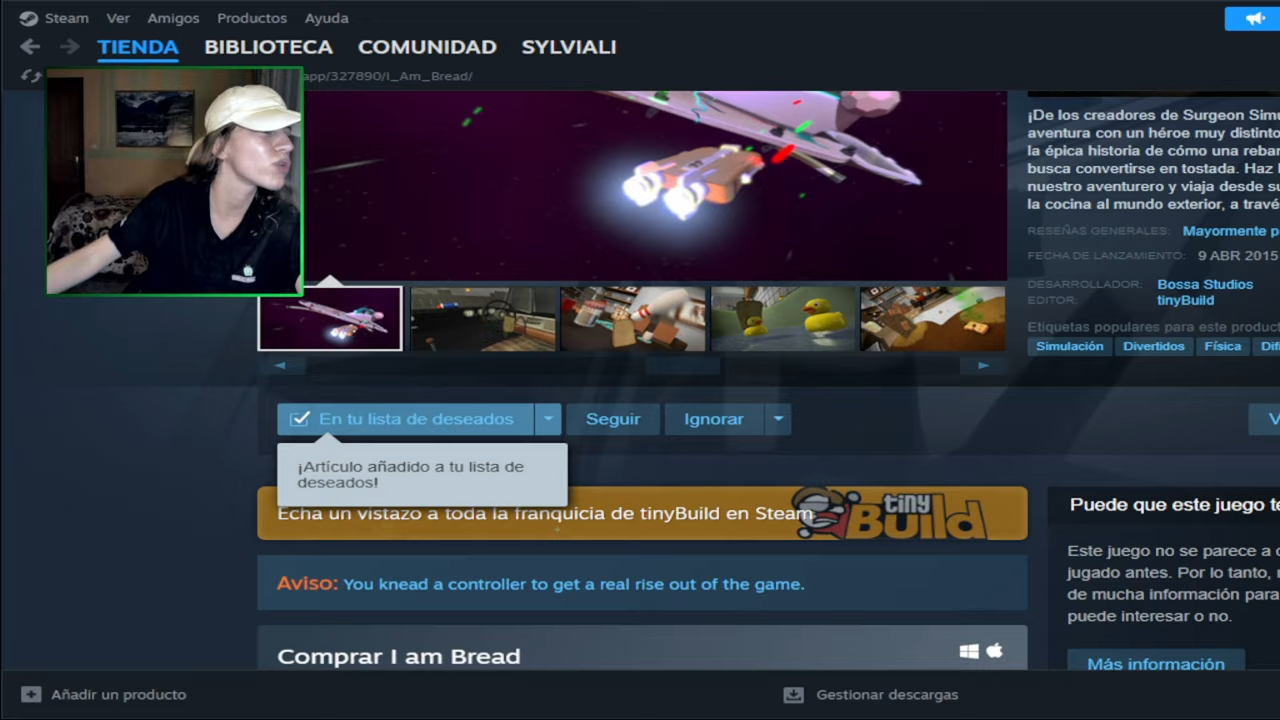 Steam Ver Amigos Productos Ayuda
TIENDA BIBLIOTECA COMUNIDAD SYLVIALI
app/327890/I_Am_Bread/
¡De los creadores de Surgeon Simu
aventura con un héroe muy distinto
la épica historia de cómo una reba
busca convertirse en tostada. Haz
nuestro aventurero y viaja desde su
la cocina al mundo exterior, a travé
RESEÑAS GENERALES: Mayormente p
FECHA DE LANZAMIENTO: 9 ABR 2015
DESARROLLADOR: Bossa Studios
EDITOR: tinyBuild
Etiquetas populares para este product
Simulación Divertidos Física Difí
En tu lista de deseados Seguir Ignorar V
¡Artículo añadido a tu lista de
deseados!
Echa un vistazo a toda la franquicia de tinyBuild en Steam
tiny
Build
Aviso: You knead a controller to get a real rise out of the game.
Comprar I am Bread
Puede que este juego te
Este juego no se parece a
jugado antes. Por lo tanto,
de mucha información para
puede interesar o no.
Más información
Añadir un producto Gestionar descargas